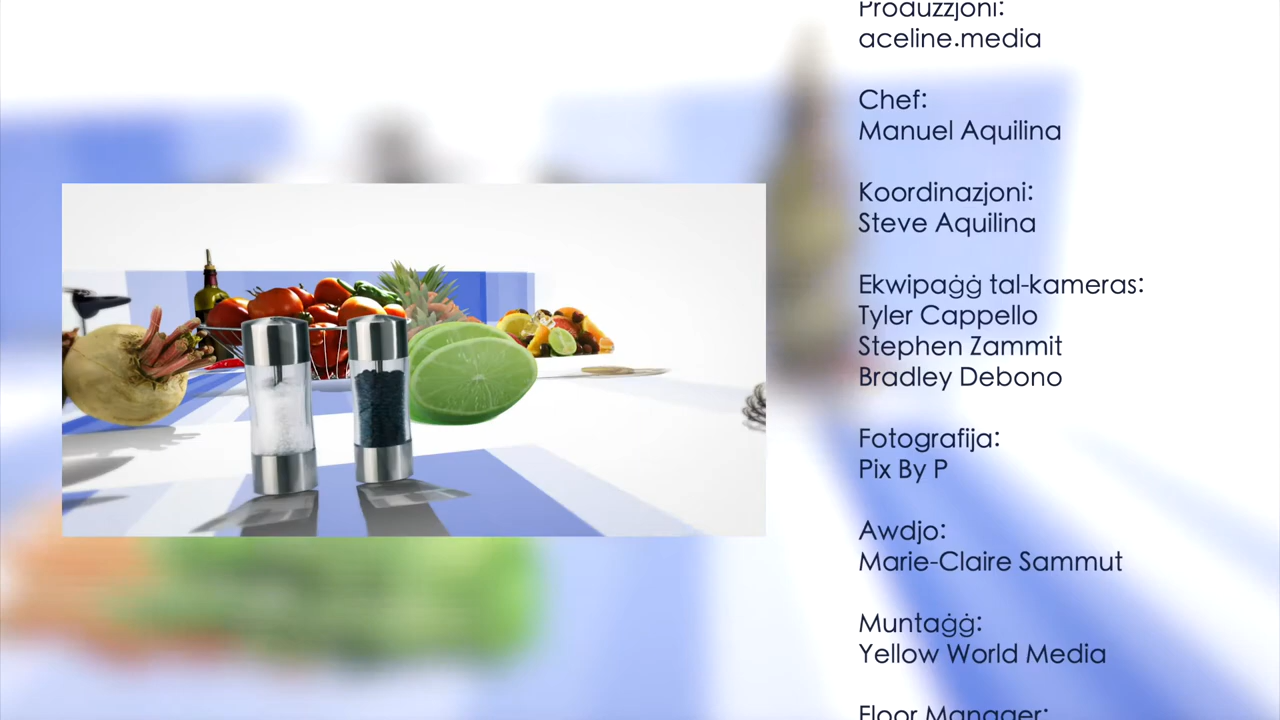 Produzzjoni:
aceline.media
Chef:
Manuel Aquilina
Koordinazjoni:
Steve Aquilina
Ekwipaġġ tal-kameras:
Tyler Cappello
Stephen Zammit
Bradley Debono
Fotografija:
Pix By P
Awdjo:
Marie-Claire Sammut
Muntaġġ:
Yellow World Media
Floor Manager: